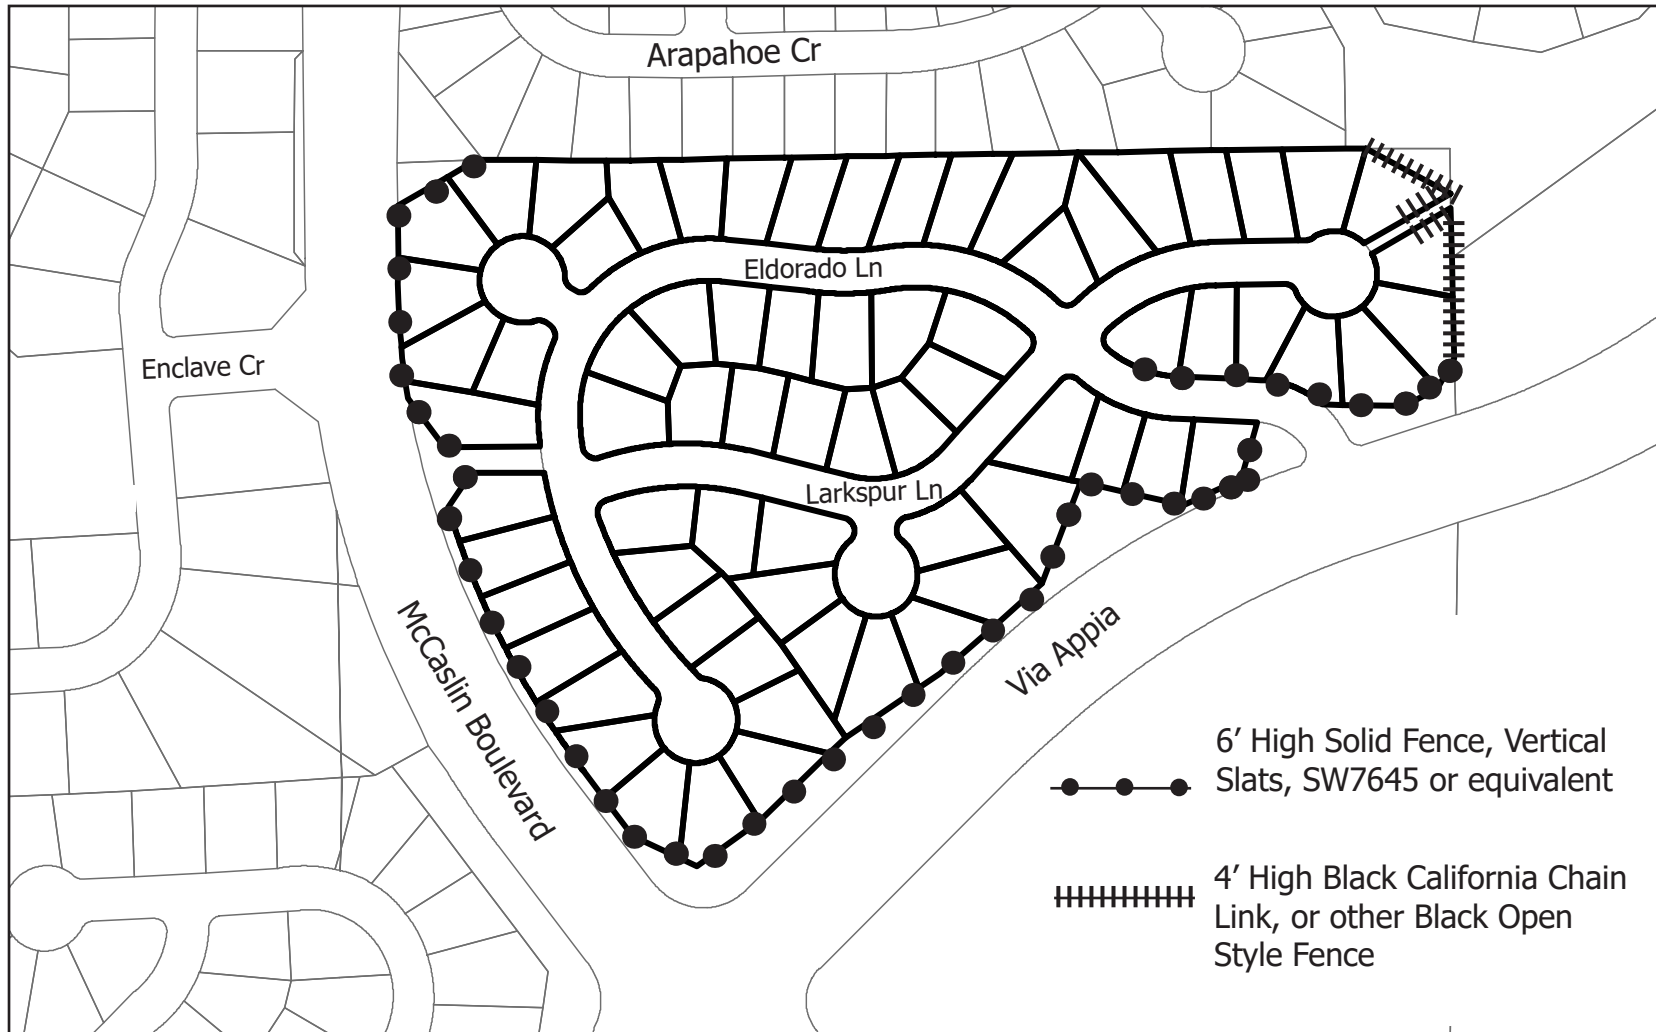 Arapahoe Cr
Eldorado Ln
Enclave Cr
Larkspur Ln
McCaslin Boulevard
Via Appia
6’ High Solid Fence, Vertical
Slats, SW7645 or equivalent
4’ High Black California Chain
Link, or other Black Open
Style Fence